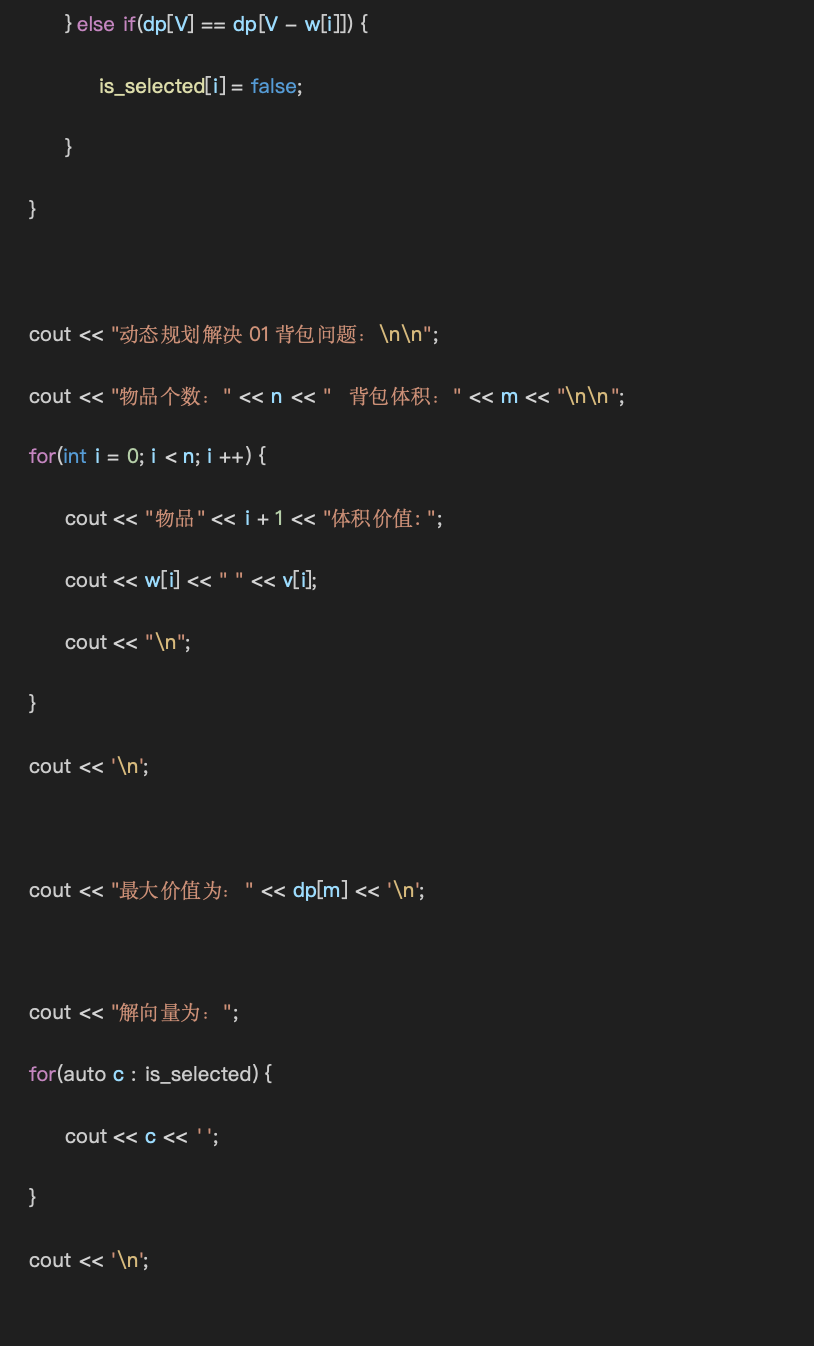 } else if(dp[V] == dp[V - w[i]]) {
is_selected[i] = false;
}
}
cout << "动态规划解决 01 背包问题：\n\n";
cout << "物品个数：" << n << "   背包体积：" << m << "\n\n";
for(int i = 0; i < n; i ++) {
cout << "物品" << i + 1 << "体积价值: ";
cout << w[i] << " " << v[i];
cout << "\n";
}
cout << '\n';
cout << "最大价值为：" << dp[m] << '\n';
cout << "解向量为：";
for(auto c : is_selected) {
cout << c << ' ';
}
cout << '\n';